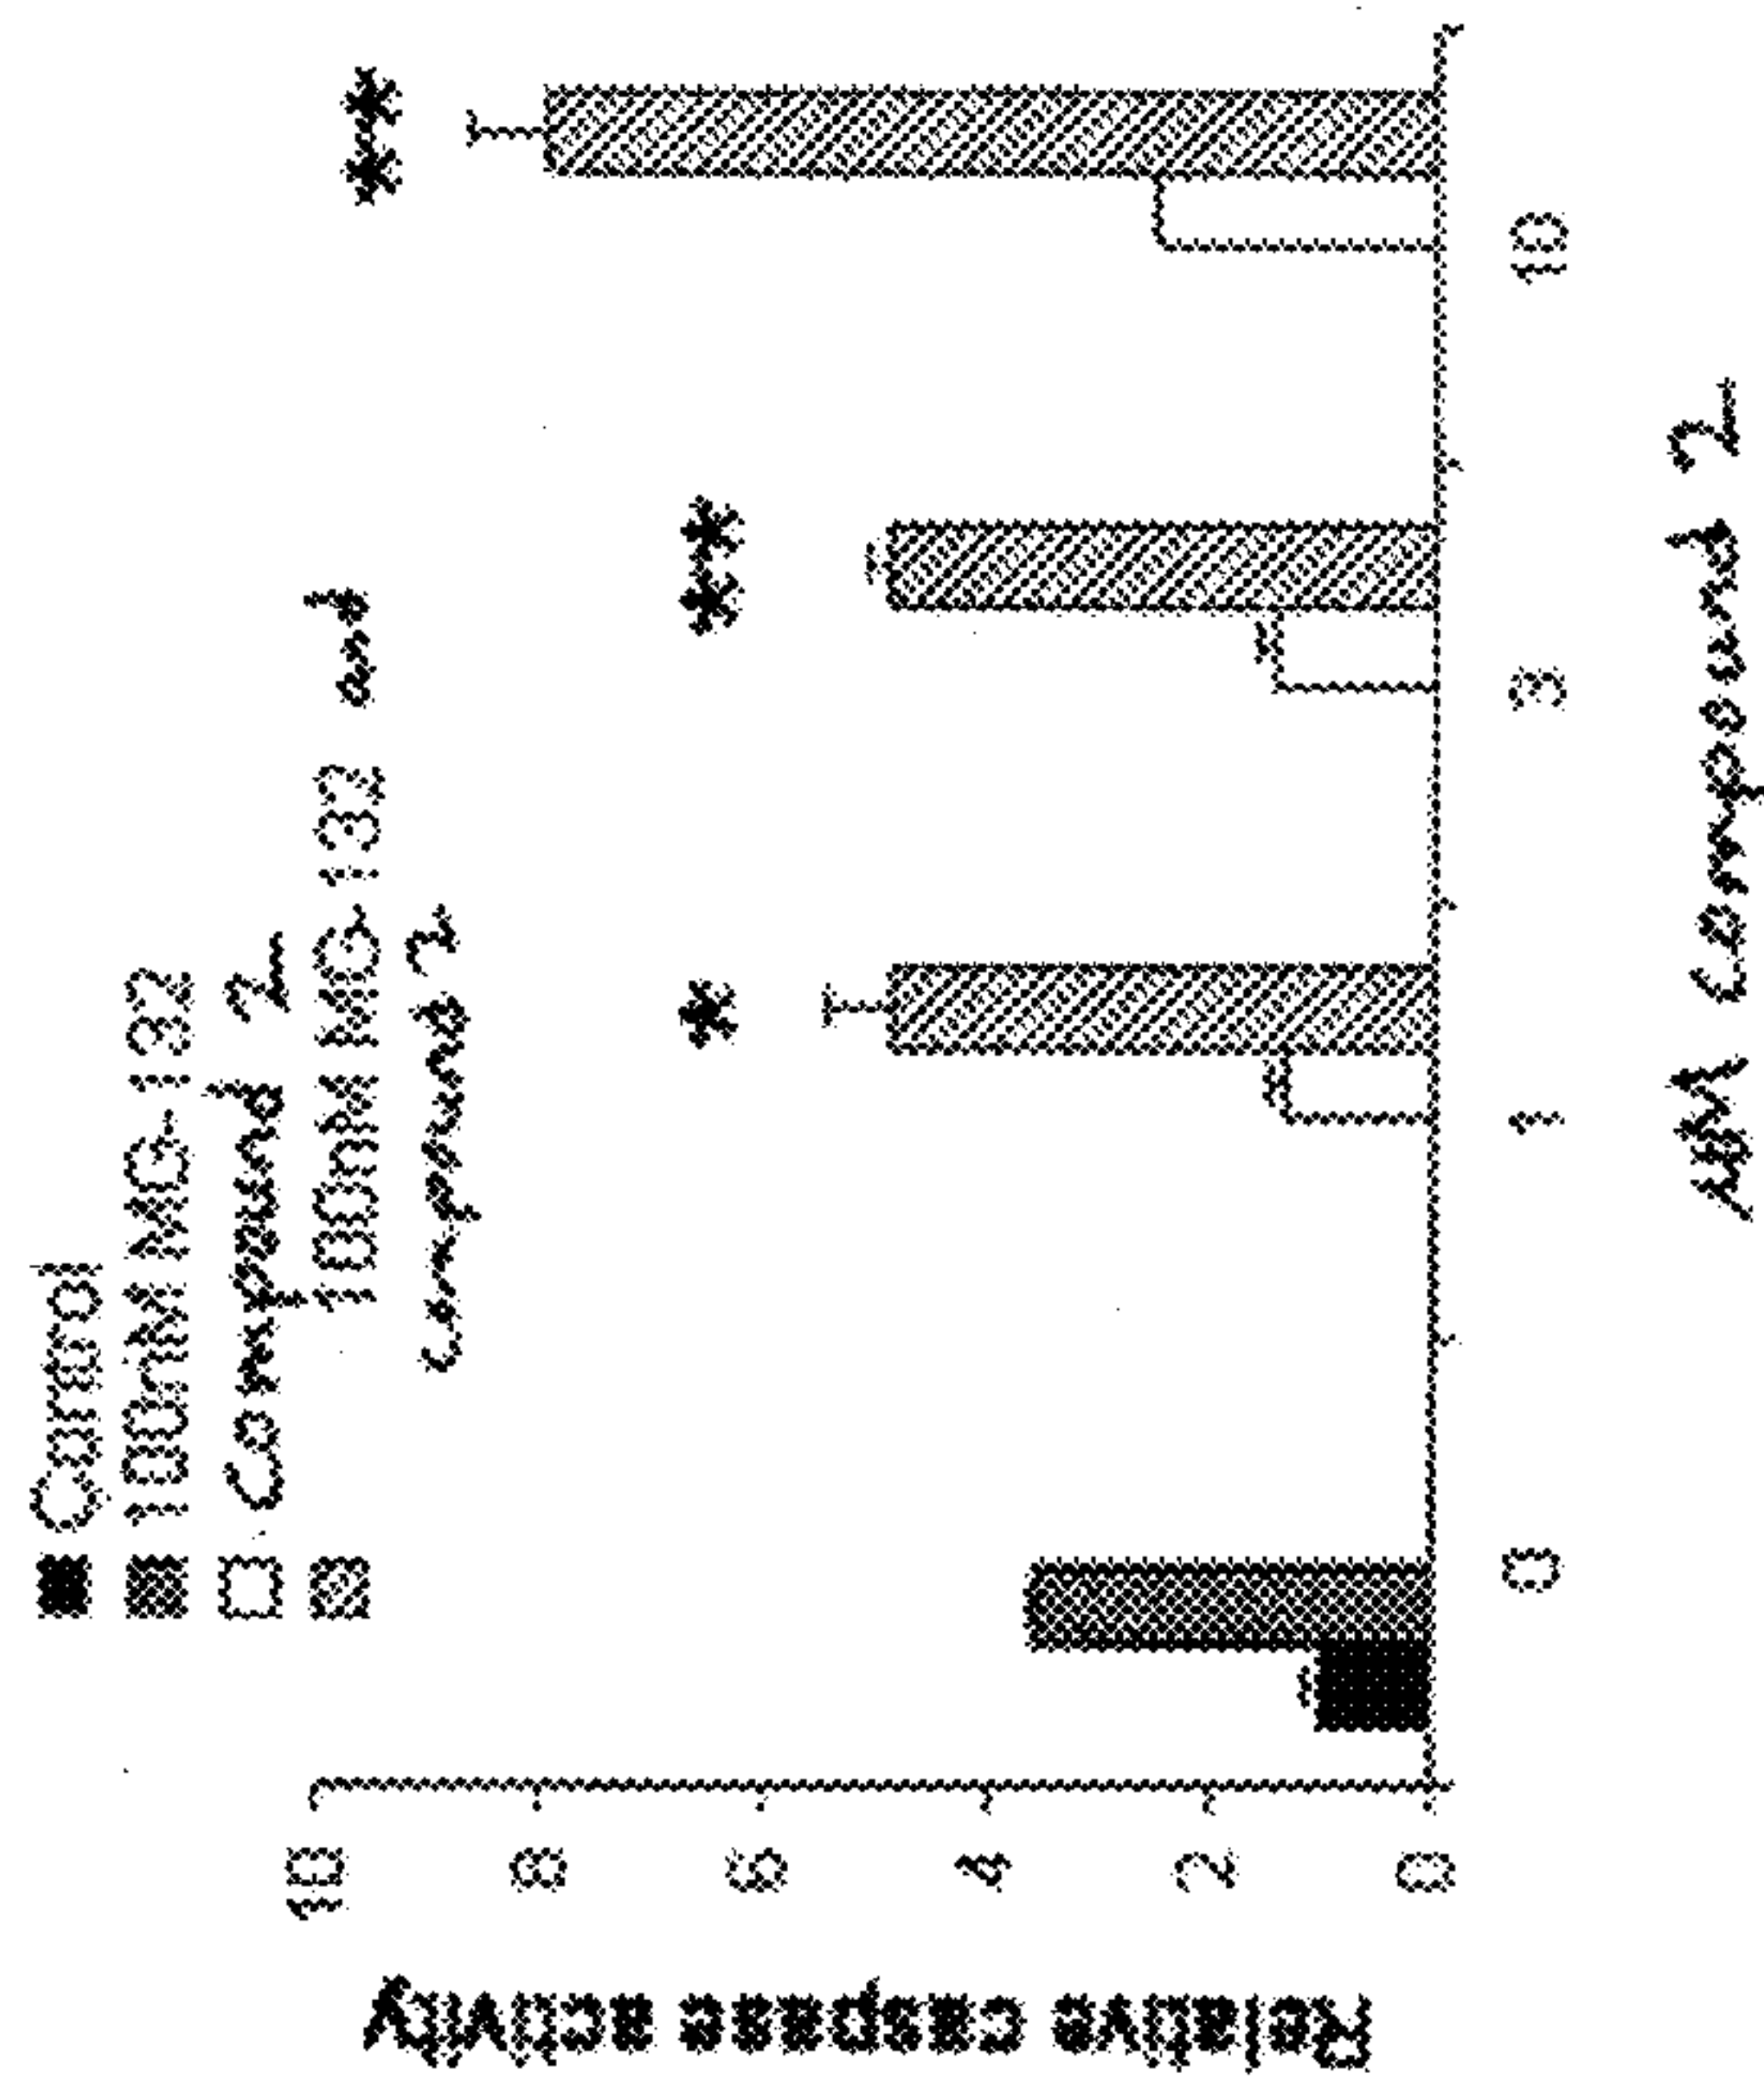 Control
100nM MG-132
Compound 2
100nM MG-132 and
Compound 2
**
**
*
10
8
6
4
2
0
Relative caspase activity
0 1 3 10
μM Compound 2